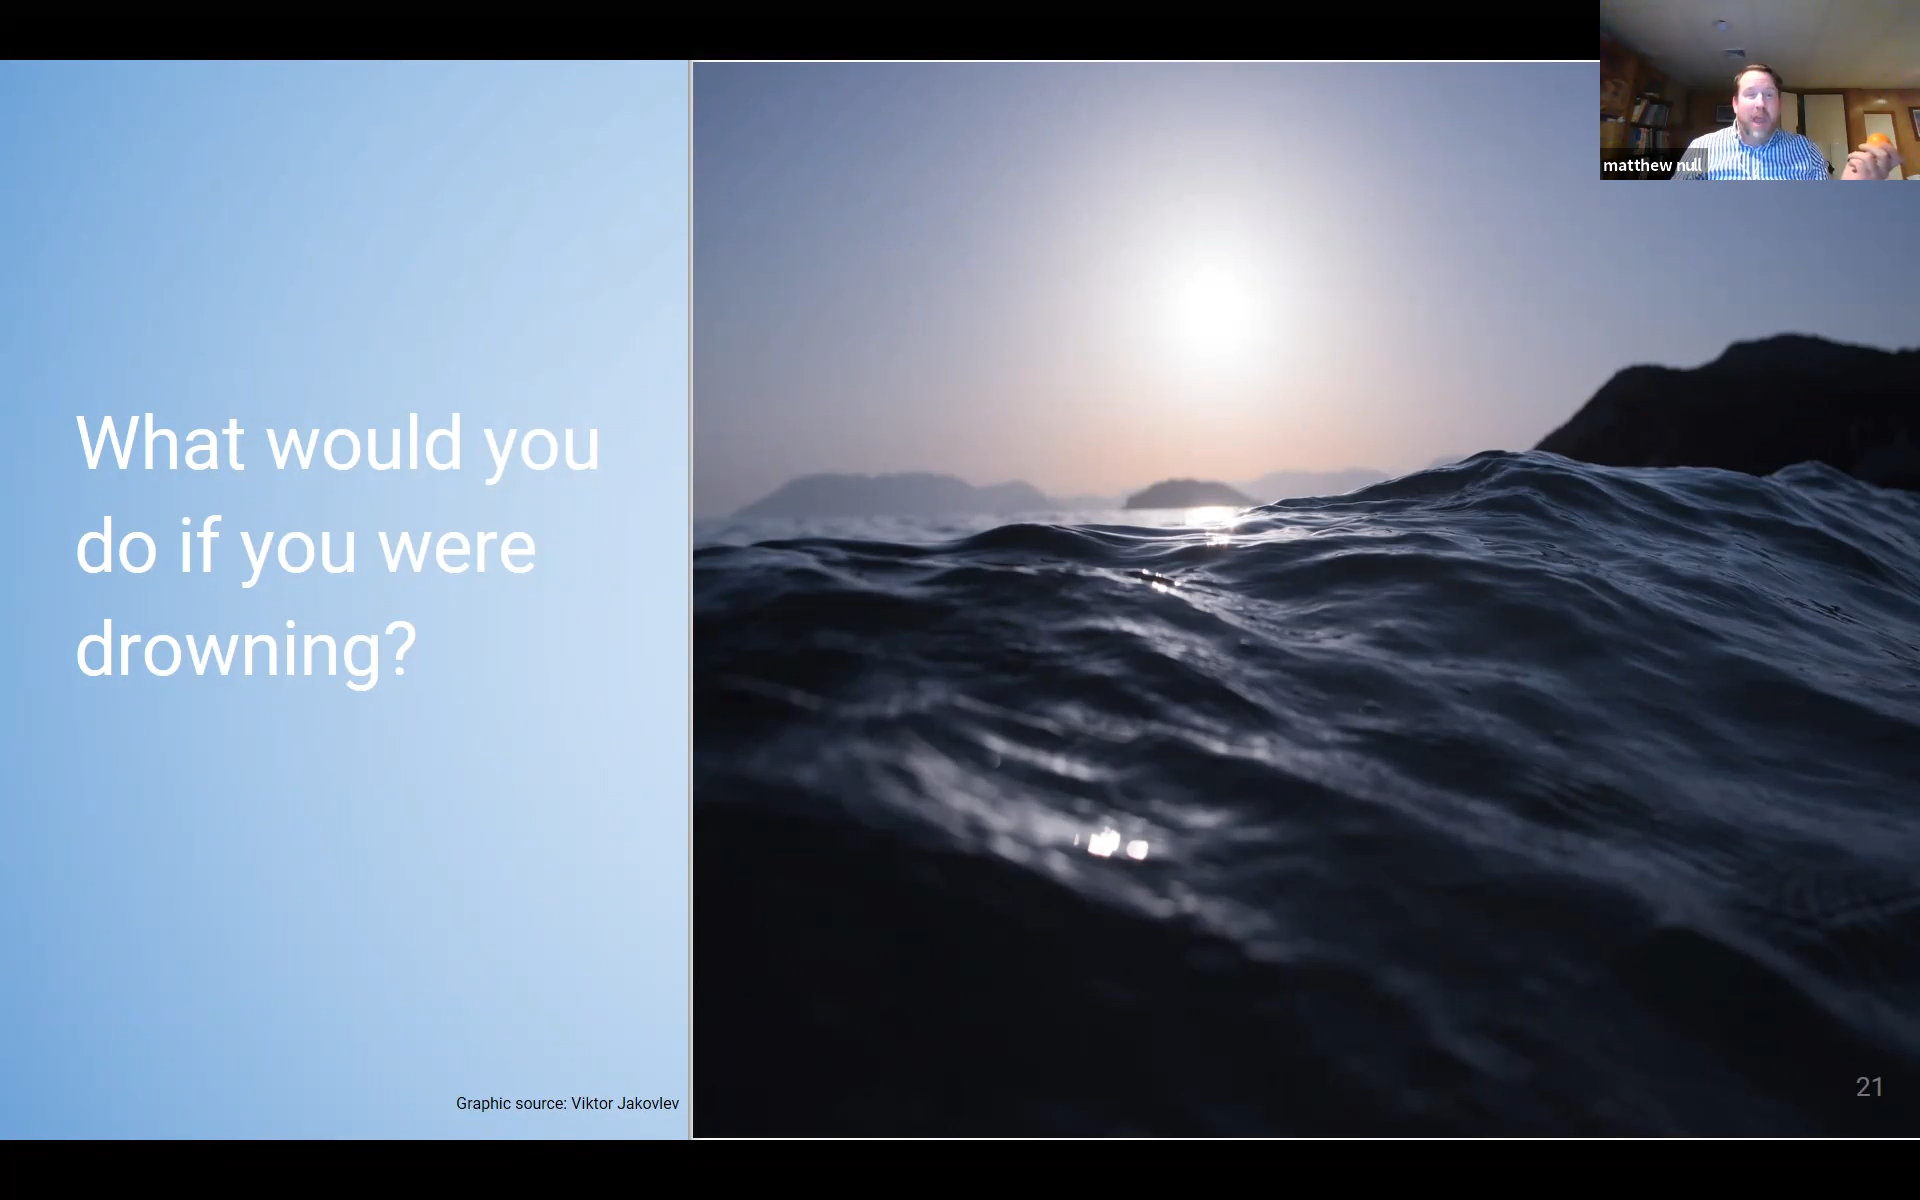 matthew null
What would you
do if you were
drowning?
Graphic source: Viktor Jakovlev
21